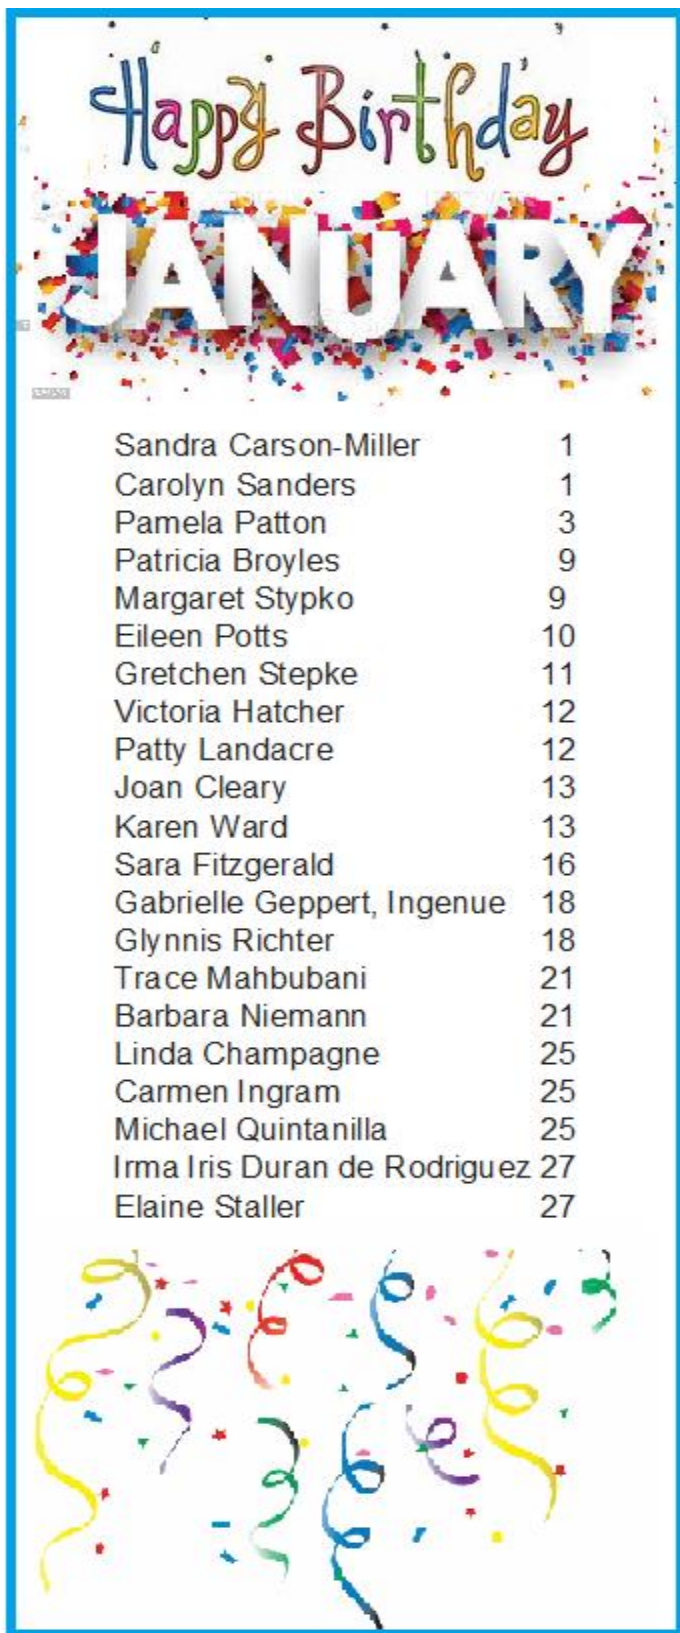 Happy Birthday
JANUARY
Sandra Carson-Miller 1
Carolyn Sanders 1
Pamela Patton 3
Patricia Broyles 9
Margaret Stypko 9
Eileen Potts 10
Gretchen Stepke 11
Victoria Hatcher 12
Patty Landacre 12
Joan Cleary 13
Karen Ward 13
Sara Fitzgerald 16
Gabrielle Geppert, Ingenue 18
Glynnis Richter 18
Trace Mahbubani 21
Barbara Niemann 21
Linda Champagne 25
Carmen Ingram 25
Michael Quintanilla 25
Irma Iris Duran de Rodriguez 27
Elaine Staller 27